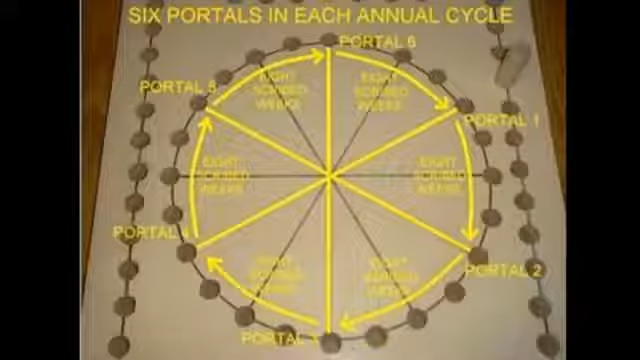 SIX PORTALS IN EACH ANNUAL CYCLE
PORTAL 6
EIGHT
SCRIBED
WEEKS
EIGHT
SCRIBED
WEEKS
PORTAL 5
PORTAL 1
EIGHT
SCRIBED
WEEKS
EIGHT
SCRIBED
WEEKS
PORTAL 4
PORTAL 2
EIGHT
SCRIBED
WEEKS
EIGHT
SCRIBED
WEEKS
PORTAL